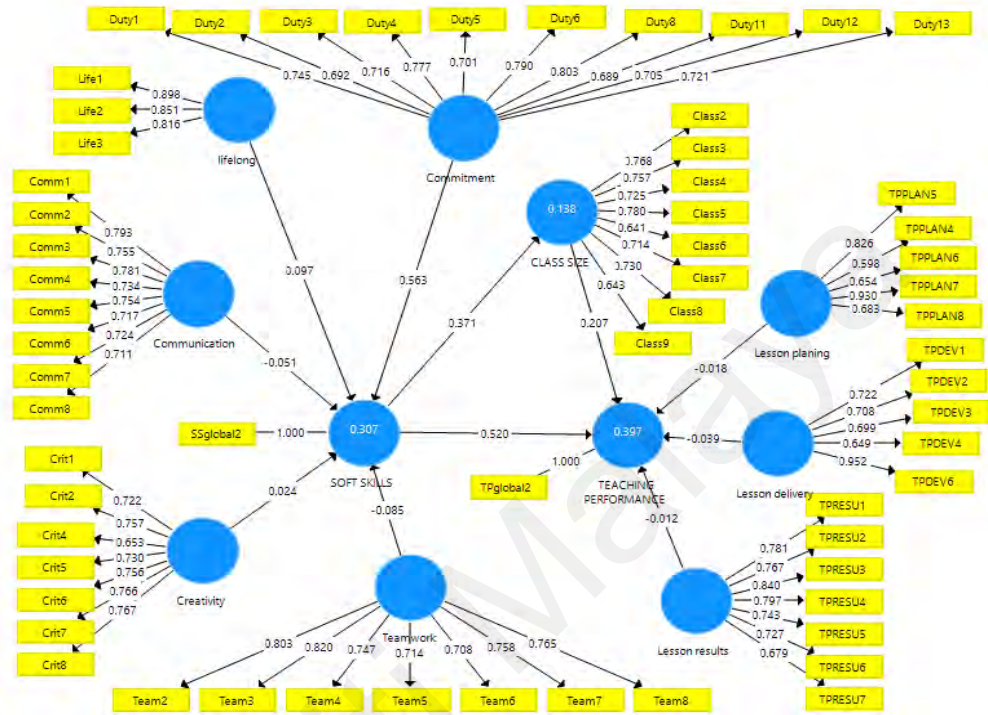 Duty1
Duty2
Duty3
Duty4
Duty5
Duty6
Duty8
Duty11
Duty12
Duty13
0.745
0.692
0.716
0.777
0.701
0.790
0.803
0.689
0.705
0.721
Life1
Life2
Life3
0.898
0.851
0.816
lifelong
Commitment
Class2
Class3
Class4
Class5
Class6
Class7
Class8
Class9
0.768
0.757
0.725
0.780
0.641
0.714
0.730
0.643
0.138
CLASS SIZE
Comm1
Comm2
Comm3
Comm4
Comm5
Comm6
Comm7
Comm8
0.793
0.755
0.781
0.734
0.754
0.717
0.724
0.711
Communication
0.097
0.563
-0.051
0.371
0.207
TPPLAN5
TPPLAN4
TPPLAN6
TPPLAN7
TPPLAN8
0.826
0.598
0.654
0.930
0.683
Lesson planing
-0.018
TPDEV1
TPDEV2
TPDEV3
TPDEV4
TPDEV6
0.722
0.708
0.699
0.649
0.952
Lesson delivery
-0.039
SSglobal2
1.000
0.307
SOFT SKILLS
0.520
0.397
TEACHING
PERFORMANCE
1.000
TPglobal2
Crit1
Crit2
Crit4
Crit5
Crit6
Crit7
Crit8
0.722
0.757
0.653
0.730
0.756
0.766
0.767
Creativity
0.024
-0.085
-0.012
Teamwork
0.803
0.820
0.747
0.714
0.708
0.758
0.765
Team2
Team3
Team4
Team5
Team6
Team7
Team8
TPRESU1
TPRESU2
TPRESU3
TPRESU4
TPRESU5
TPRESU6
TPRESU7
0.781
0.767
0.840
0.797
0.743
0.727
0.679
Lesson results
Malaya